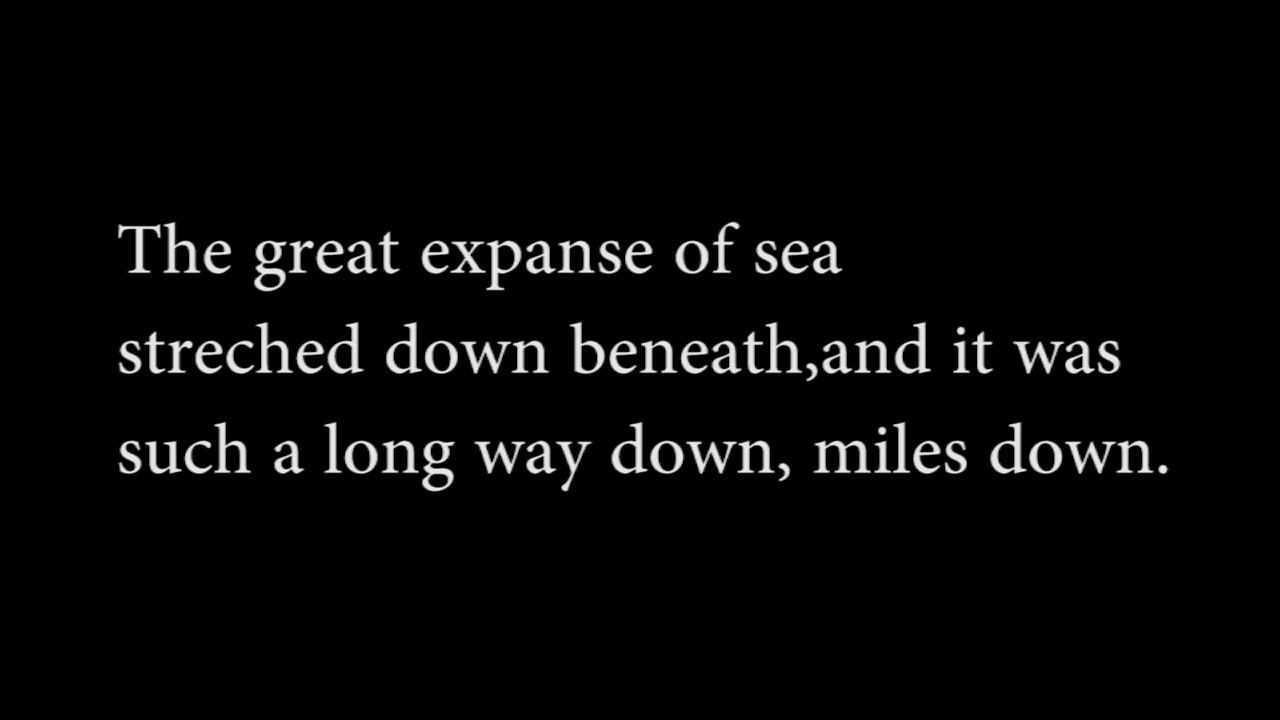 The great expanse of sea
streched down beneath,and it was
such a long way down, miles down.